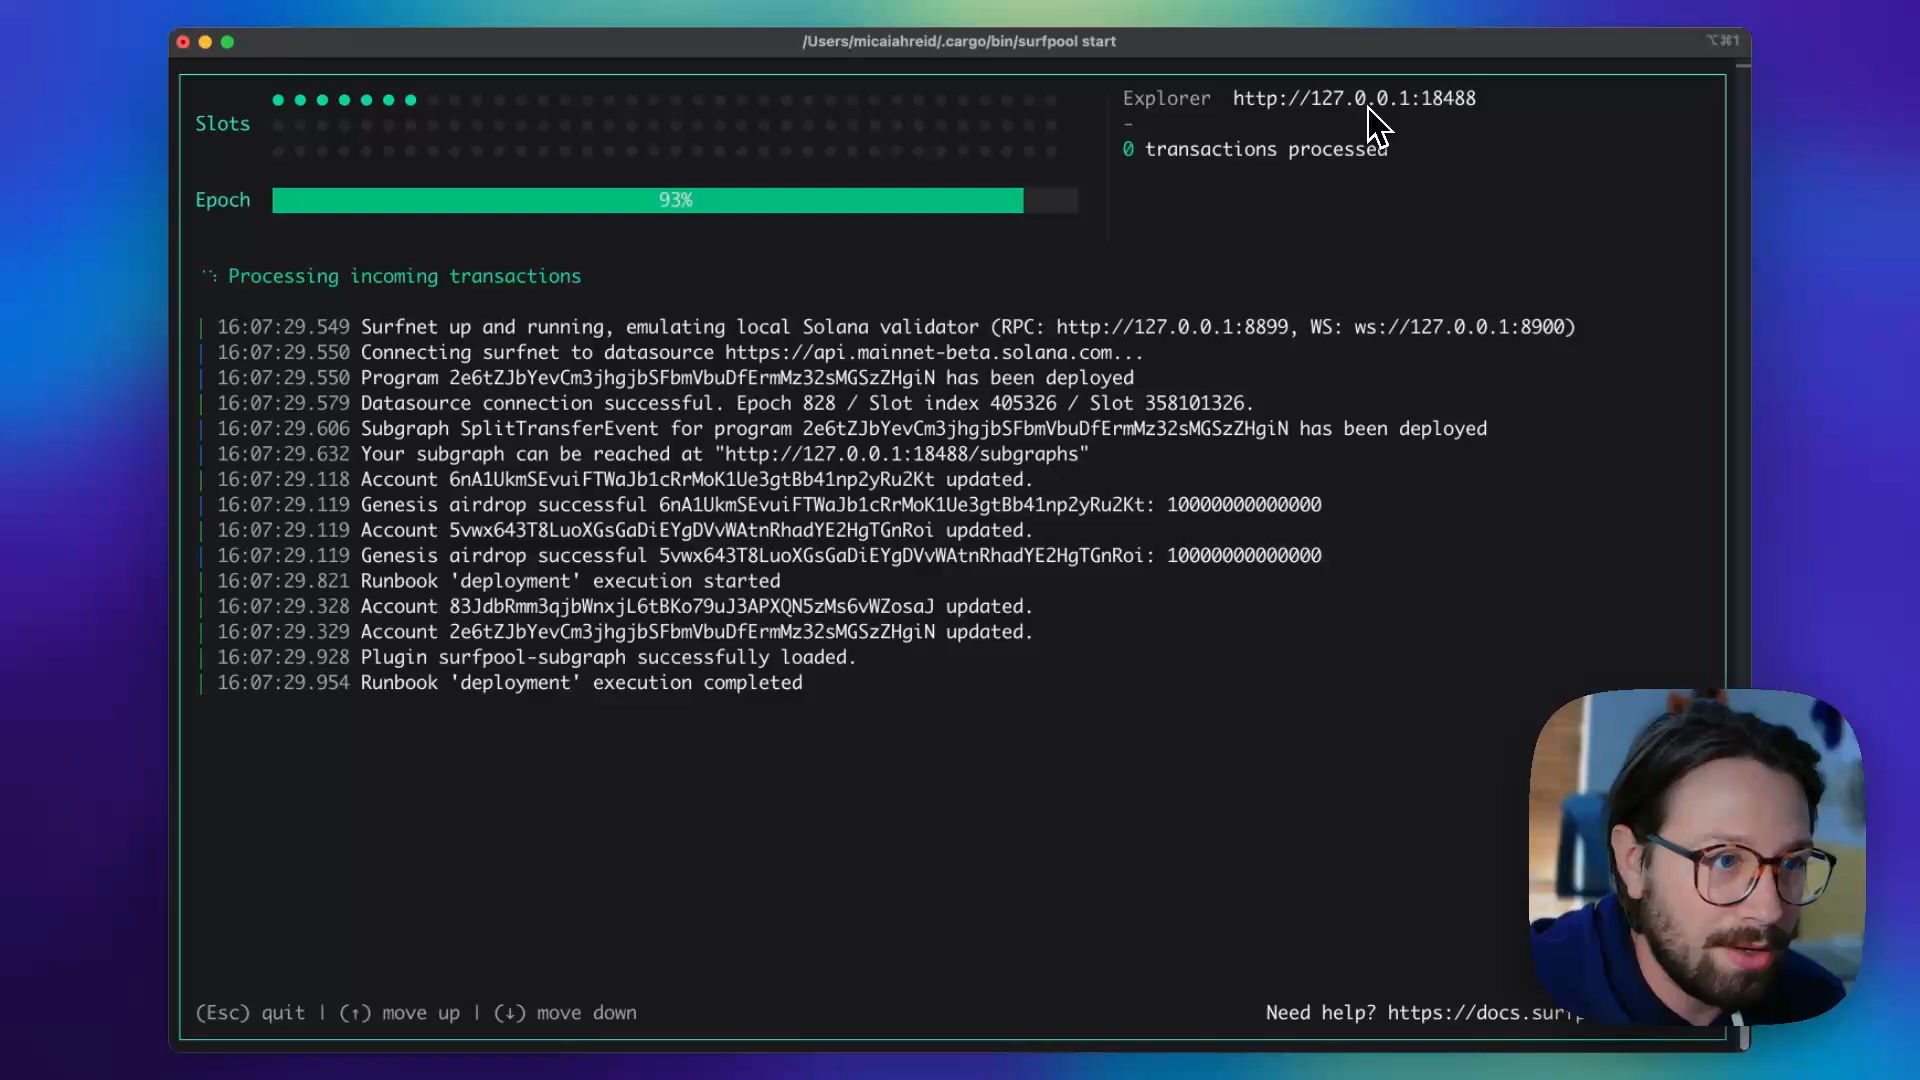 /Users/micaiahreid/.cargo/bin/surfpool start
⌥⌘1
Slots
Explorer http://127.0.0.1:18488
-
0 transactions processed
Epoch 93%
Processing incoming transactions
16:07:29.549 Surfnet up and running, emulating local Solana validator (RPC: http://127.0.0.1:8899, WS: ws://127.0.0.1:8900)
16:07:29.550 Connecting surfnet to datasource https://api.mainnet-beta.solana.com...
16:07:29.550 Program 2e6tZJbYevCm3jhgjbSFbmVbuDfErmMz32sMGSzZHgiN has been deployed
16:07:29.579 Datasource connection successful. Epoch 828 / Slot index 405326 / Slot 358101326.
16:07:29.606 Subgraph SplitTransferEvent for program 2e6tZJbYevCm3jhgjbSFbmVbuDfErmMz32sMGSzZHgiN has been deployed
16:07:29.632 Your subgraph can be reached at "http://127.0.0.1:18488/subgraphs"
16:07:29.118 Account 6nA1UkmSEvuiFTWaJb1cRrMoK1Ue3gtBb41np2yRu2Kt updated.
16:07:29.119 Genesis airdrop successful 6nA1UkmSEvuiFTWaJb1cRrMoK1Ue3gtBb41np2yRu2Kt: 10000000000000
16:07:29.119 Account 5vwx643T8LuoXGsGaDiEYgDVvWAtnRhadYE2HgTGnRoi updated.
16:07:29.119 Genesis airdrop successful 5vwx643T8LuoXGsGaDiEYgDVvWAtnRhadYE2HgTGnRoi: 10000000000000
16:07:29.821 Runbook 'deployment' execution started
16:07:29.328 Account 83JdbRmm3qjbWnxjL6tBKo79uJ3APXQN5zMs6vWZosaJ updated.
16:07:29.329 Account 2e6tZJbYevCm3jhgjbSFbmVbuDfErmMz32sMGSzZHgiN updated.
16:07:29.928 Plugin surfpool-subgraph successfully loaded.
16:07:29.954 Runbook 'deployment' execution completed
(Esc) quit | (↑) move up | (↓) move down
Need help? https://docs.surf